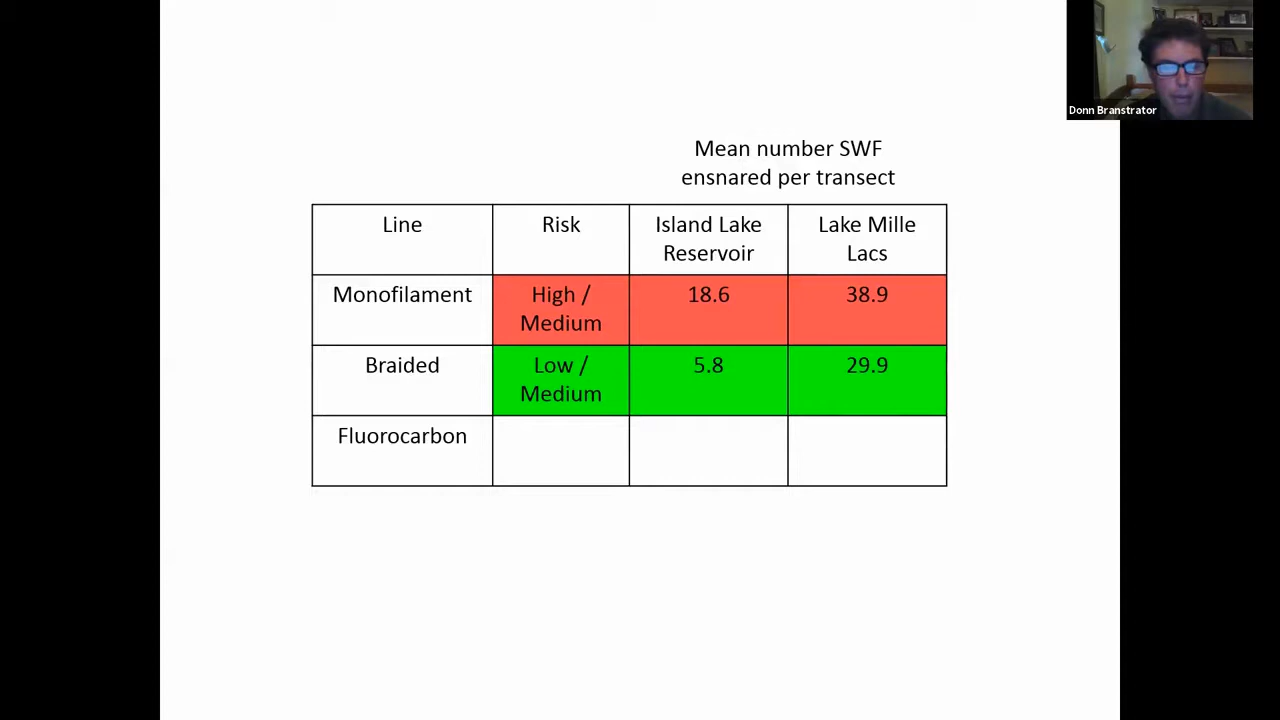 Donn Branstrator
Mean number SWF
ensnared per transect
Line
Risk
Island Lake
Reservoir
Lake Mille
Lacs
Monofilament
High /
Medium
18.6
38.9
Braided
Low /
Medium
5.8
29.9
Fluorocarbon